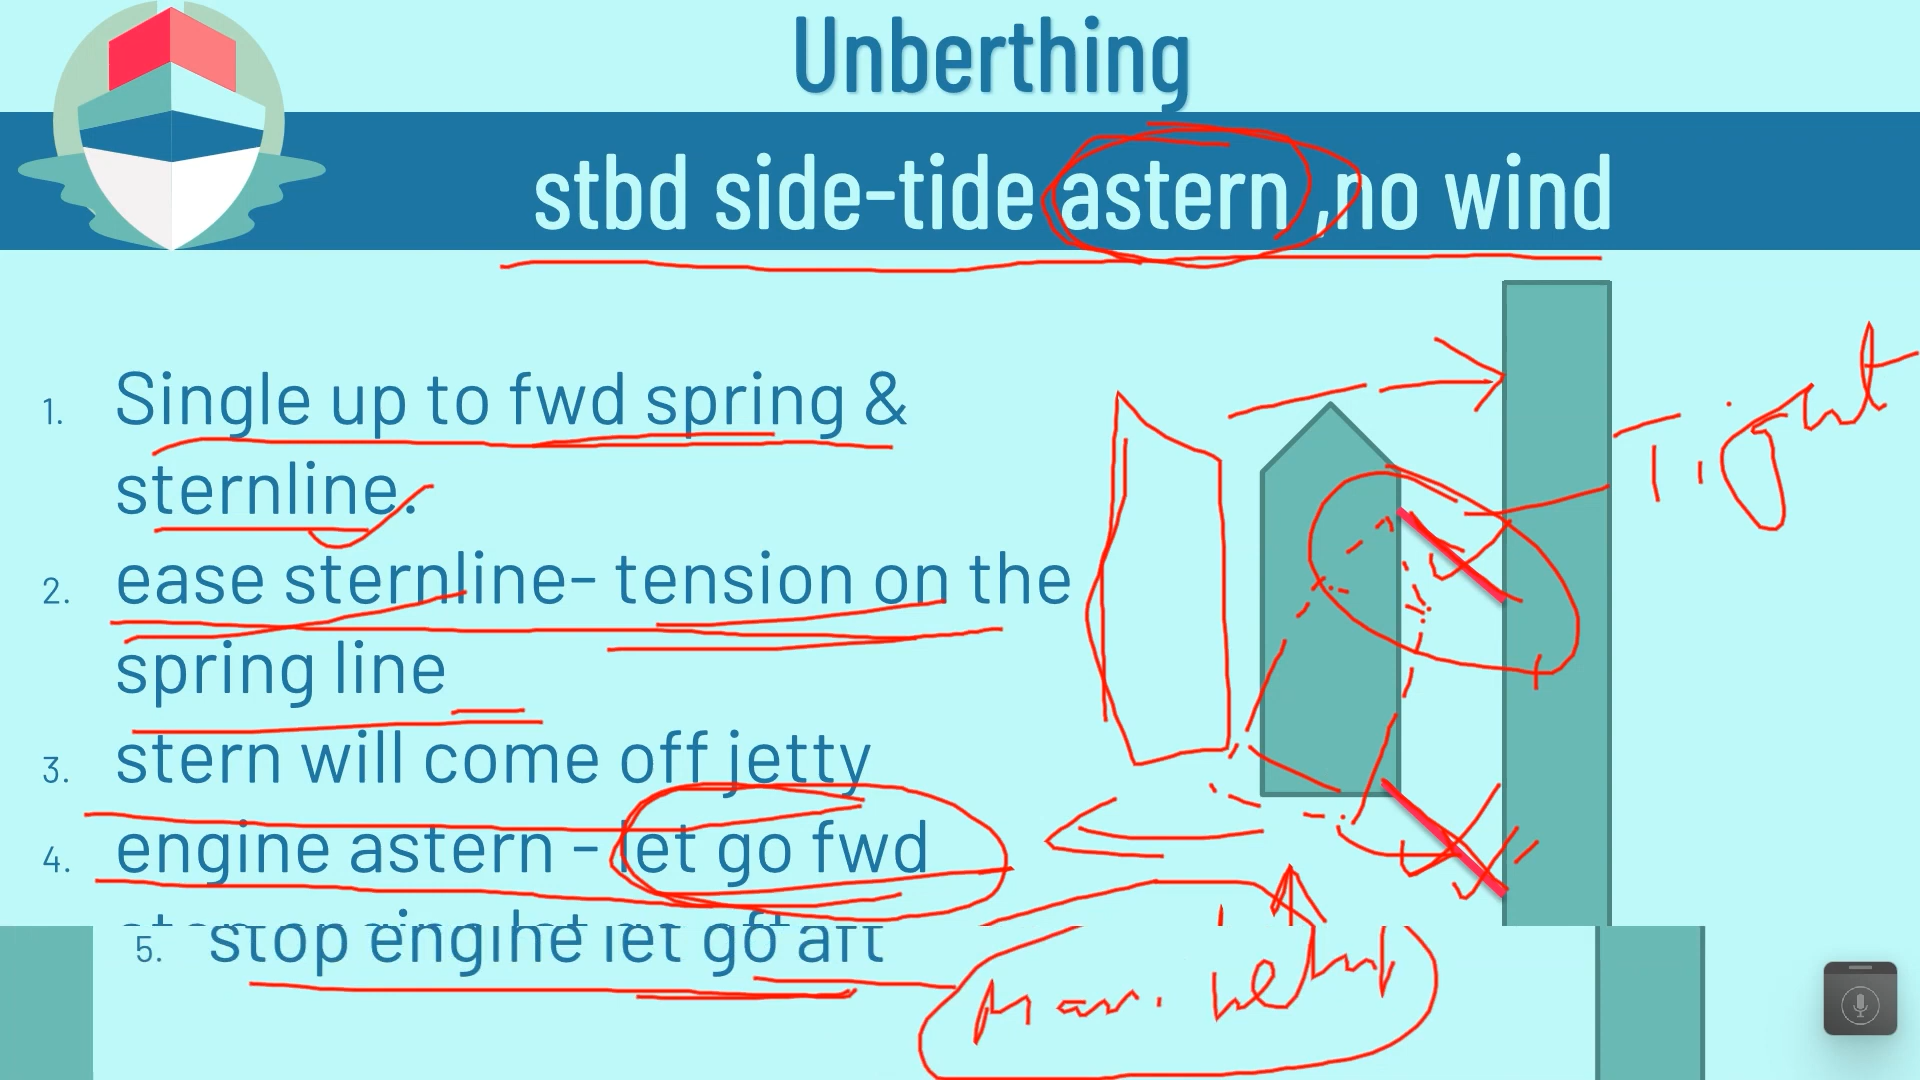 Unberthing
stbd side-tide astern ,no wind
1. Single up to fwd spring &
sternline.
2. ease sternline- tension on the
spring line
3. stern will come off jetty
4. engine astern - let go fwd
5. stop engine let go aft
Tight